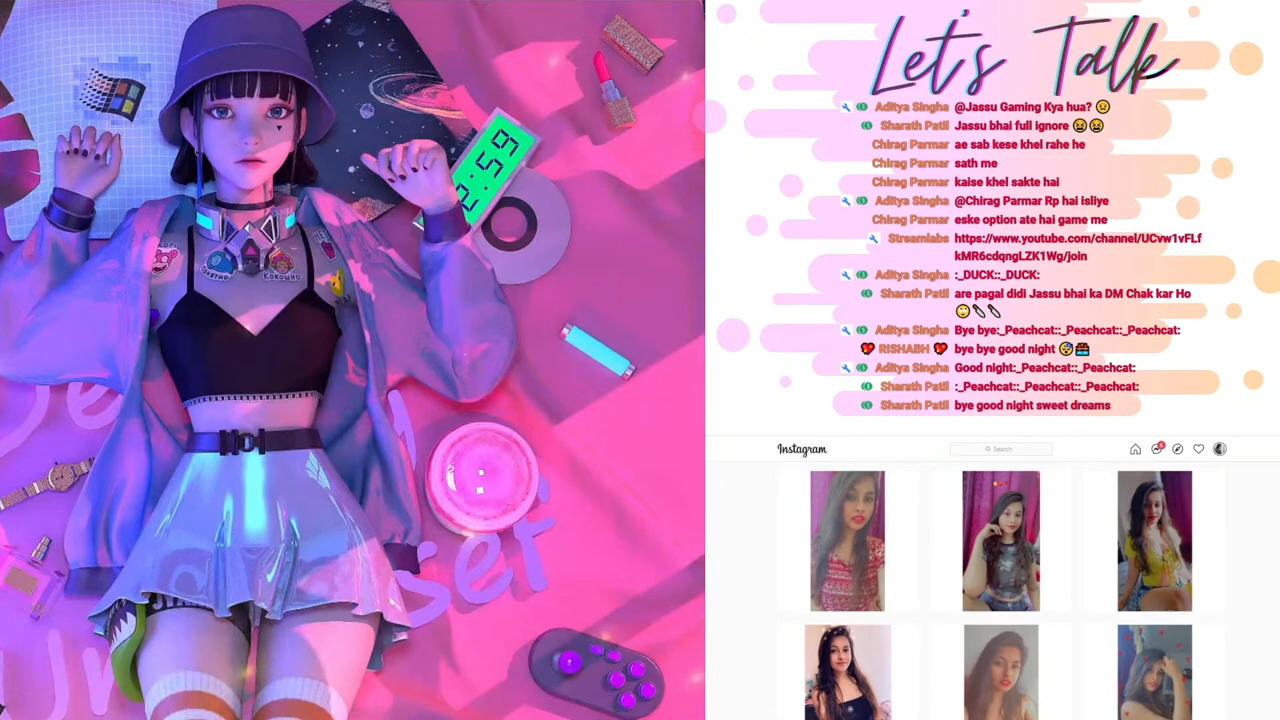 2:59
KOKOWHO
Let's Talk
Aditya Singha @Jassu Gaming Kya hua?
Sharath Patil Jassu bhai full ignore
Chirag Parmar ae sab kese khel rahe he
Chirag Parmar sath me
Chirag Parmar kaise khel sakte hai
Aditya Singha @Chirag Parmar Rp hai isliye
Chirag Parmar eske option ate hai game me
Streamlabs https://www.youtube.com/channel/UCvw1vFLf
kMR6cdqngLZK1Wg/join
Aditya Singha :_DUCK::_DUCK:
Sharath Patil are pagal didi Jassu bhai ka DM Chak kar Ho
Aditya Singha Bye bye:_Peachcat::_Peachcat::_Peachcat:
RISHABH bye bye good night
Aditya Singha Good night:_Peachcat::_Peachcat:
Sharath Patil :_Peachcat::_Peachcat::_Peachcat:
Sharath Patil bye good night sweet dreams
Instagram
Search